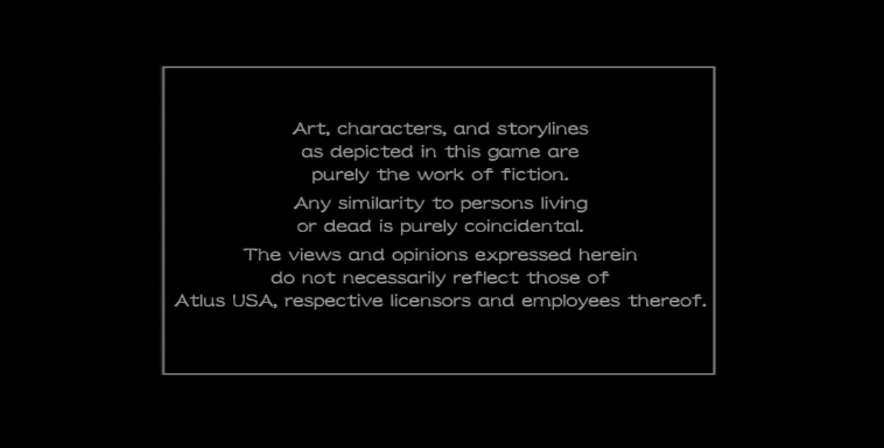 Art, characters, and storylines
as depicted in this game are
purely the work of fiction.
Any similarity to persons living
or dead is purely coincidental.
The views and opinions expressed herein
do not necessarily reflect those of
Atlus USA, respective licensors and employees thereof.